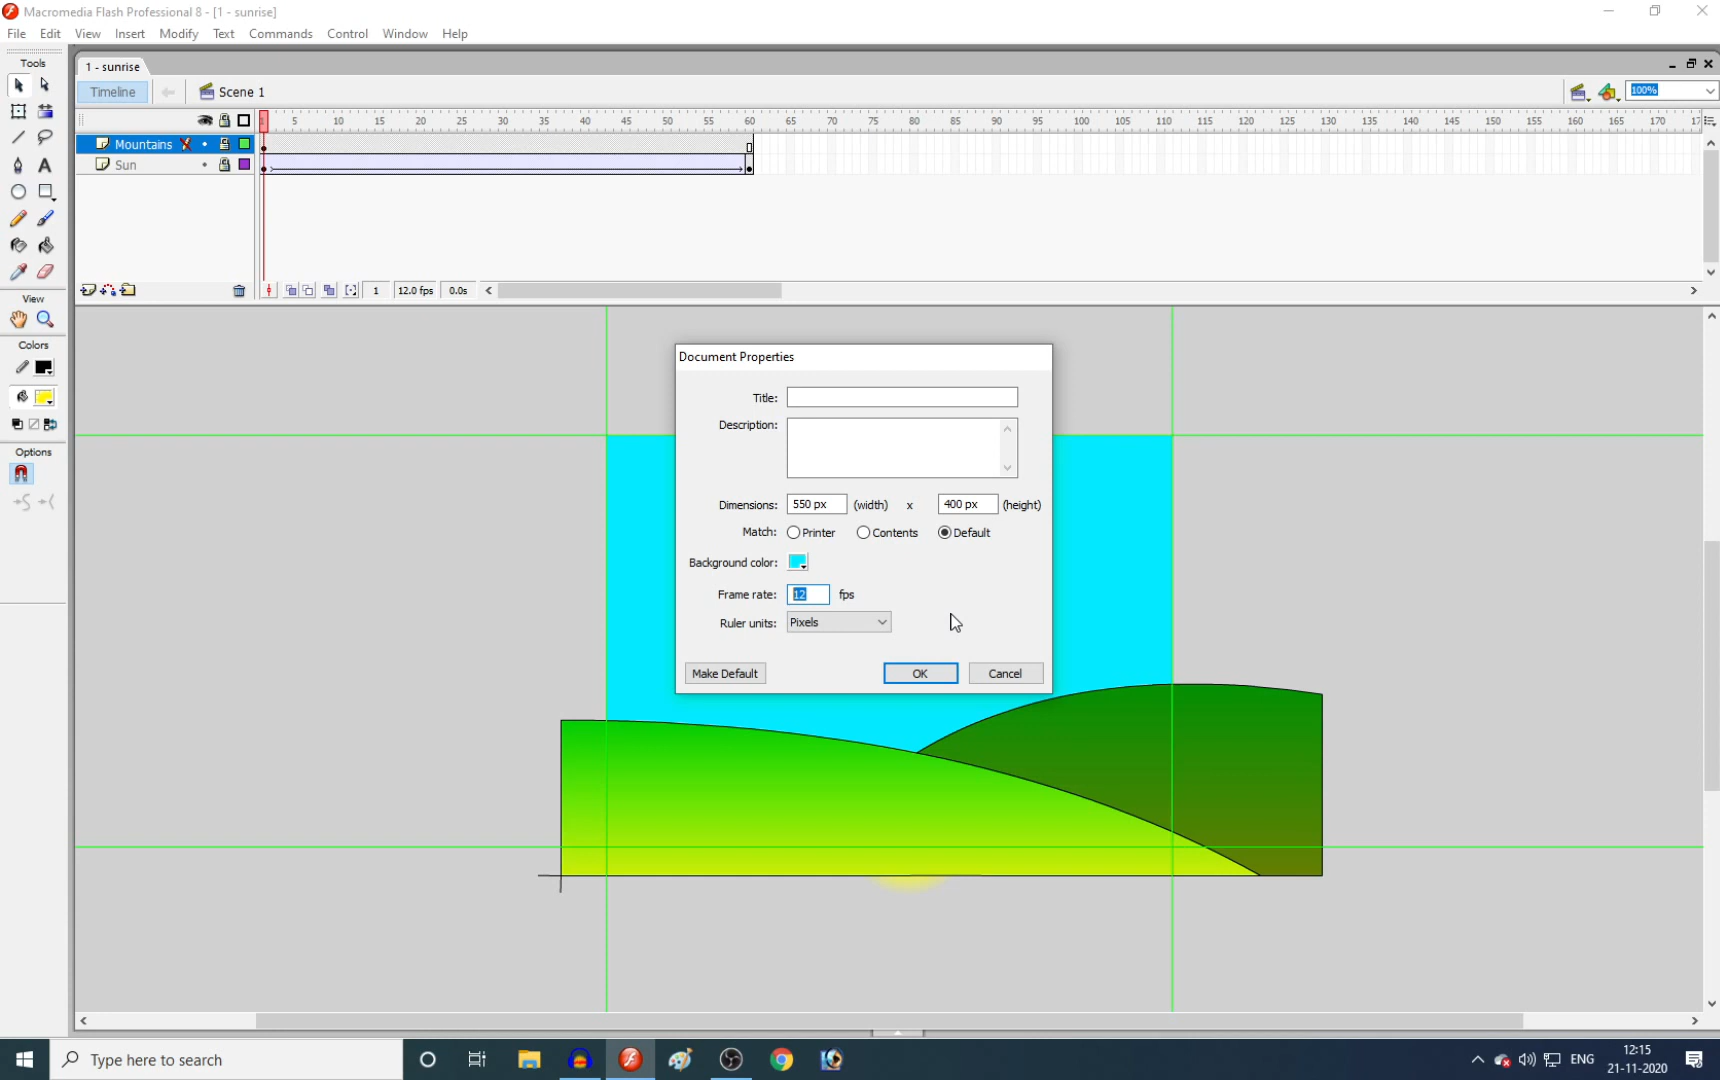 Macromedia Flash Professional 8 - [1 - sunrise]
File Edit View Insert Modify Text Commands Control Window Help
Tools
1 - sunrise
Timeline
Scene 1
100%
1 5 10 15 20 25 30 35 40 45 50 55 60 65 70 75 80 85 90 95 100 105 110 115 120 125 130 135 140 145 150 155 160 165 170 17
Mountains
Sun
1 12.0 fps 0.0s
View
Colors
Options
Document Properties
Title:
Description:
Dimensions: 550 px (width) x 400 px (height)
Match: Printer Contents Default
Background color:
Frame rate: 12 fps
Ruler units: Pixels
Make Default OK Cancel
Type here to search
ENG
12:15
21-11-2020